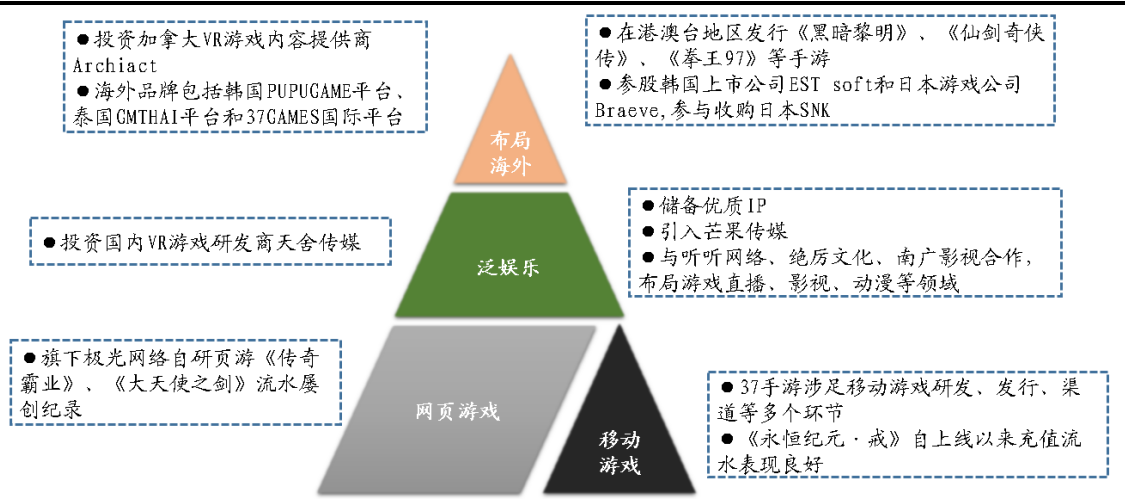 ●投资加拿大VR游戏内容提供商
Archiact
●海外品牌包括韩国PUPUGAME平台、
泰国GMTHAI平台和37GAMES国际平台
●在港澳台地区发行《黑暗黎明》、《仙剑奇侠
传》、《拳王97》等手游
●参股韩国上市公司EST soft和日本游戏公司
Braeve,参与收购日本SNK
布局
海外
●投资国内VR游戏研发商天舍传媒
泛娱乐
●储备优质IP
●引入芒果传媒
●与听听网络、绝厉文化、南广影视合作,
布局游戏直播、影视、动漫等领域
●旗下极光网络自研页游《传奇
霸业》、《大天使之剑》流水屡
创纪录
网页游戏
移动
游戏
●37手游涉足移动游戏研发、发行、渠
道等多个环节
●《永恒纪元·戒》自上线以来充值流
水表现良好